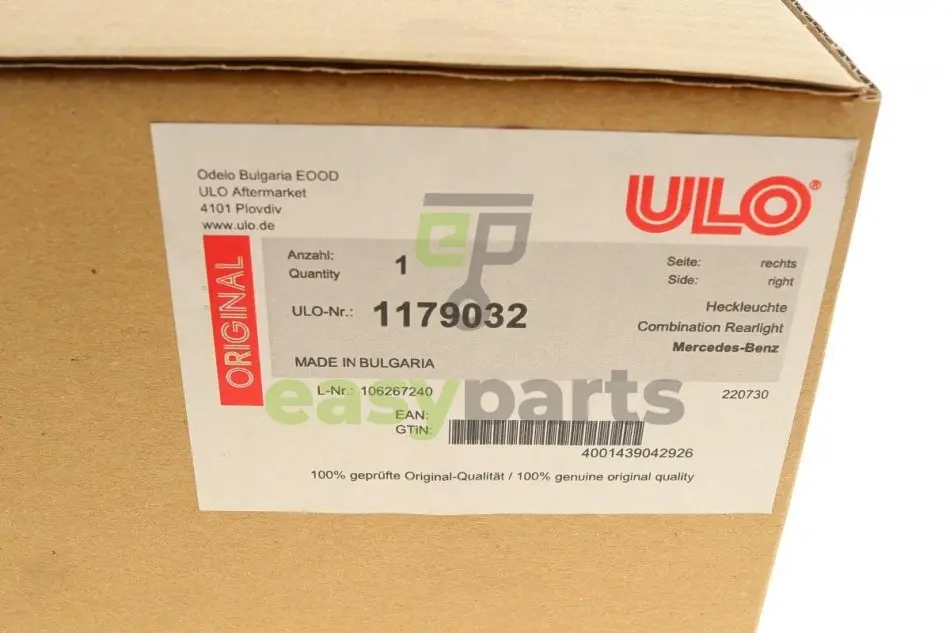 Odelo Bulgaria EOOD
ULO Aftermarket
4101 Plovdiv
www.ulo.de
ULO®
ORIGINAL
Anzahl:
Quantity
1
Seite: rechts
Side: right
ep
ULO-Nr.: 1179032
Heckleuchte
Combination Rearlight
Mercedes-Benz
MADE IN BULGARIA
L-Nr.: 106267240
220730
easyparts
EAN:
GTiN:
4001439042926
100% geprüfte Original-Qualität / 100% genuine original quality